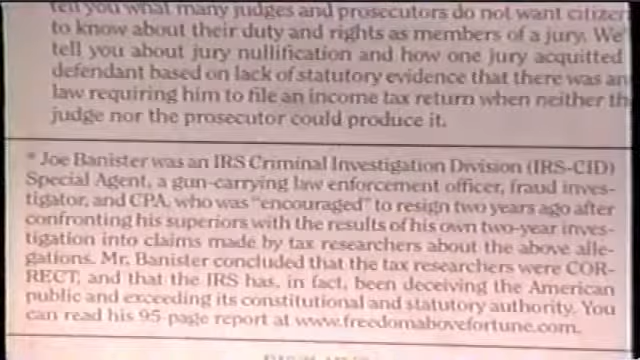 tell you what many judges and prosecutors do not want citizen
to know about their duty and rights as members of a jury. We'
tell you about jury nullification and how one jury acquitted
defendant based on lack of statutory evidence that there was an
law requiring him to file an income tax return when neither th
judge nor the prosecutor could produce it.
* Joe Banister was an IRS Criminal Investigation Division (IRS-CID)
Special Agent, a gun-carrying law enforcement officer, fraud inves-
tigator, and CPA, who was "encouraged" to resign two years ago after
confronting his superiors with the results of his own two-year inves-
tigation into claims made by tax researchers about the above alle-
gations. Mr. Banister concluded that the tax researchers were COR-
RECT, and that the IRS has, in fact, been deceiving the American
public and exceeding its constitutional and statutory authority. You
can read his 95-page report at www.freedomabovefortune.com.